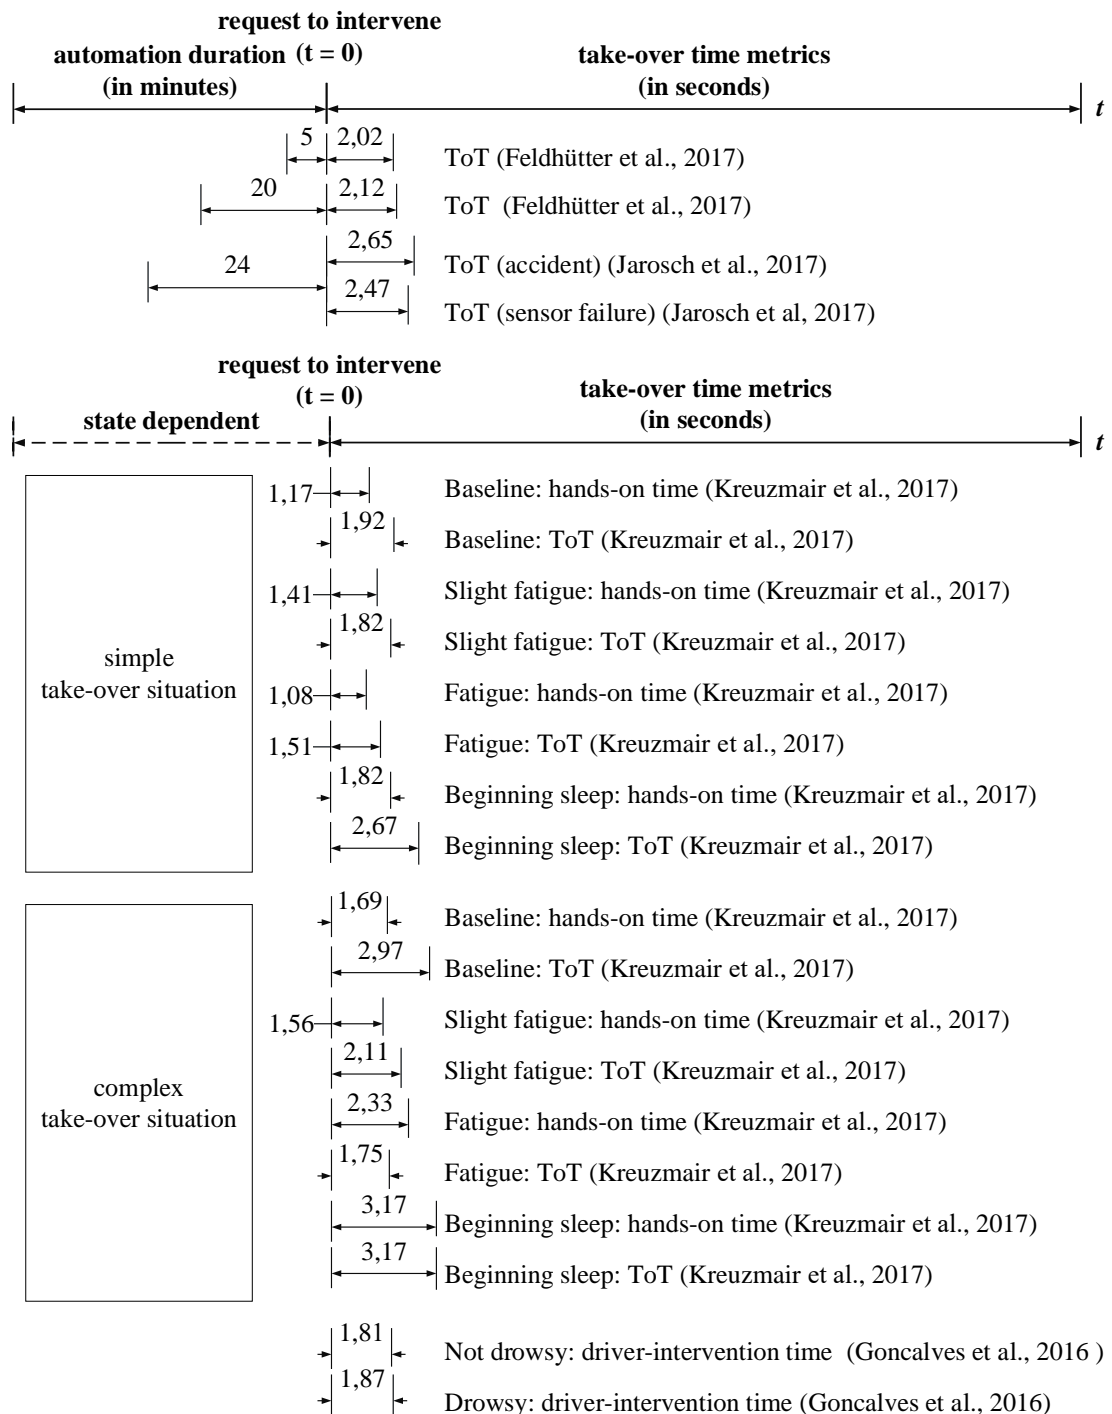 request to intervene
automation duration (t = 0) take-over time metrics
(in minutes) (in seconds)
t
5 2,02 ToT (Feldhütter et al., 2017)
20 2,12 ToT (Feldhütter et al., 2017)
2,65 ToT (accident) (Jarosch et al., 2017)
24
2,47 ToT (sensor failure) (Jarosch et al, 2017)
request to intervene
(t = 0) take-over time metrics
state dependent (in seconds)
t
1,17 Baseline: hands-on time (Kreuzmair et al., 2017)
1,92 Baseline: ToT (Kreuzmair et al., 2017)
1,41 Slight fatigue: hands-on time (Kreuzmair et al., 2017)
1,82 Slight fatigue: ToT (Kreuzmair et al., 2017)
simple
take-over situation
1,08 Fatigue: hands-on time (Kreuzmair et al., 2017)
1,51 Fatigue: ToT (Kreuzmair et al., 2017)
1,82 Beginning sleep: hands-on time (Kreuzmair et al., 2017)
2,67 Beginning sleep: ToT (Kreuzmair et al., 2017)
1,69 Baseline: hands-on time (Kreuzmair et al., 2017)
2,97 Baseline: ToT (Kreuzmair et al., 2017)
1,56 Slight fatigue: hands-on time (Kreuzmair et al., 2017)
2,11 Slight fatigue: ToT (Kreuzmair et al., 2017)
complex
take-over situation
2,33 Fatigue: hands-on time (Kreuzmair et al., 2017)
1,75 Fatigue: ToT (Kreuzmair et al., 2017)
3,17 Beginning sleep: hands-on time (Kreuzmair et al., 2017)
3,17 Beginning sleep: ToT (Kreuzmair et al., 2017)
1,81 Not drowsy: driver-intervention time (Goncalves et al., 2016 )
1,87 Drowsy: driver-intervention time (Goncalves et al., 2016)